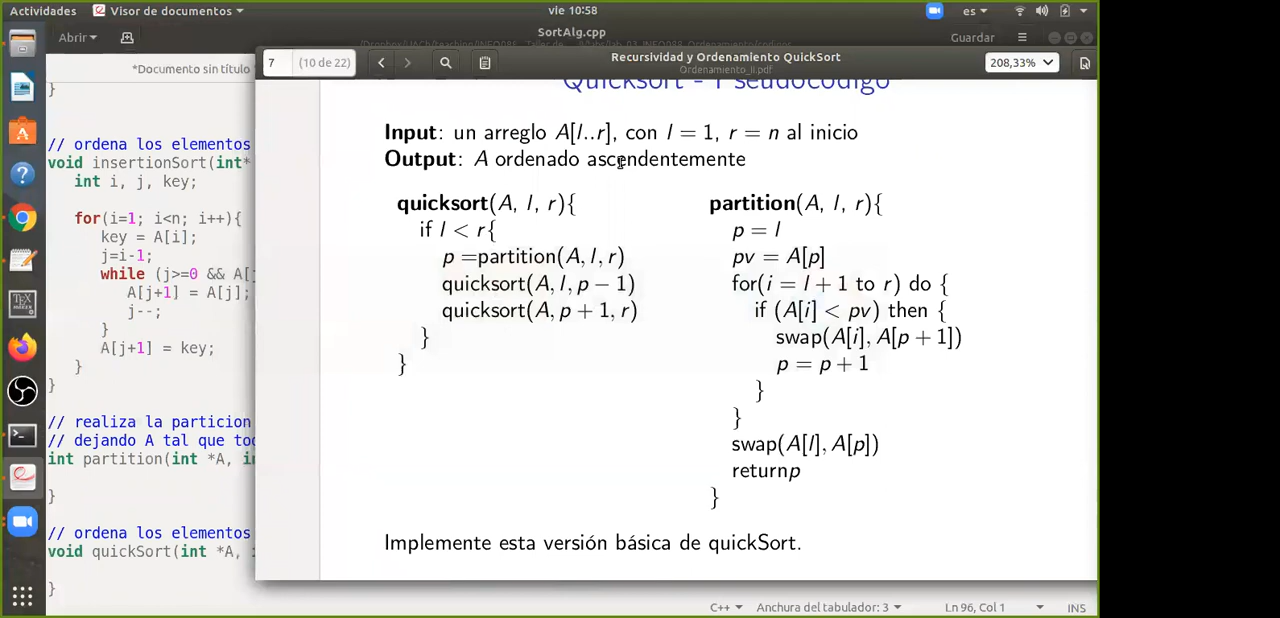 Actividades
Visor de documentos
vie 10:58
es
Abrir
SortAlg.cpp
Guardar
*Documento sin título
7
(10 de 22)
Recursividad y Ordenamiento QuickSort
Ordenamiento_II.pdf
208,33%
}
// ordena los elementos
void insertionSort(int*
int i, j, key;
for(i=1; i<n; i++){
key = A[i];
j=i-1;
while (j>=0 && A[j
A[j+1] = A[j];
j--;
}
A[j+1] = key;
}
}
// realiza la particion
// dejando A tal que tod
int partition(int *A, in
}
// ordena los elementos
void quickSort(int *A, i
}
Quicksort - Pseudocódigo
Input: un arreglo A[l..r], con l = 1, r = n al inicio
Output: A ordenado ascendentemente
quicksort(A, l, r){
if l < r{
p =partition(A, l, r)
quicksort(A, l, p − 1)
quicksort(A, p + 1, r)
}
}
partition(A, l, r){
p = l
pv = A[p]
for(i = l + 1 to r) do {
if (A[i] < pv) then {
swap(A[i], A[p + 1])
p = p + 1
}
}
swap(A[l], A[p])
returnp
}
Implemente esta versión básica de quickSort.
C++
Anchura del tabulador: 3
Ln 96, Col 1
INS